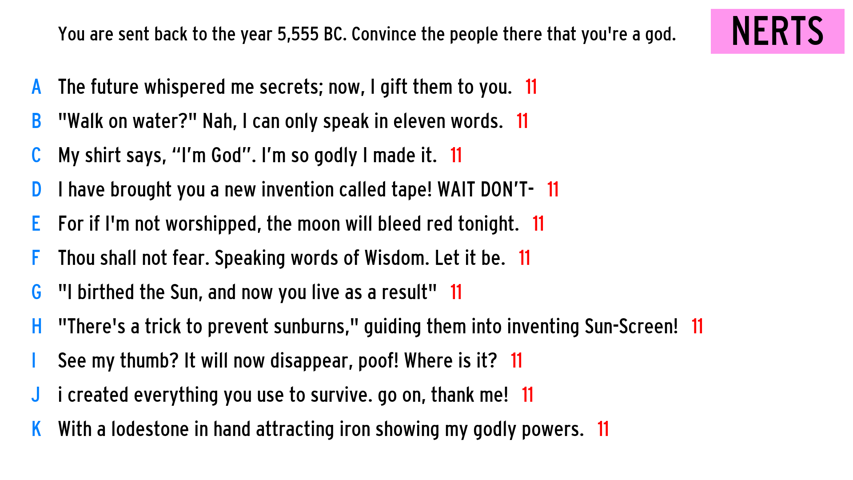 You are sent back to the year 5,555 BC. Convince the people there that you're a god.
NERTS
A The future whispered me secrets; now, I gift them to you. 11
B "Walk on water?" Nah, I can only speak in eleven words. 11
C My shirt says, “I’m God”. I’m so godly I made it. 11
D I have brought you a new invention called tape! WAIT DON’T- 11
E For if I'm not worshipped, the moon will bleed red tonight. 11
F Thou shall not fear. Speaking words of Wisdom. Let it be. 11
G "I birthed the Sun, and now you live as a result" 11
H "There's a trick to prevent sunburns," guiding them into inventing Sun-Screen! 11
I See my thumb? It will now disappear, poof! Where is it? 11
J i created everything you use to survive. go on, thank me! 11
K With a lodestone in hand attracting iron showing my godly powers. 11